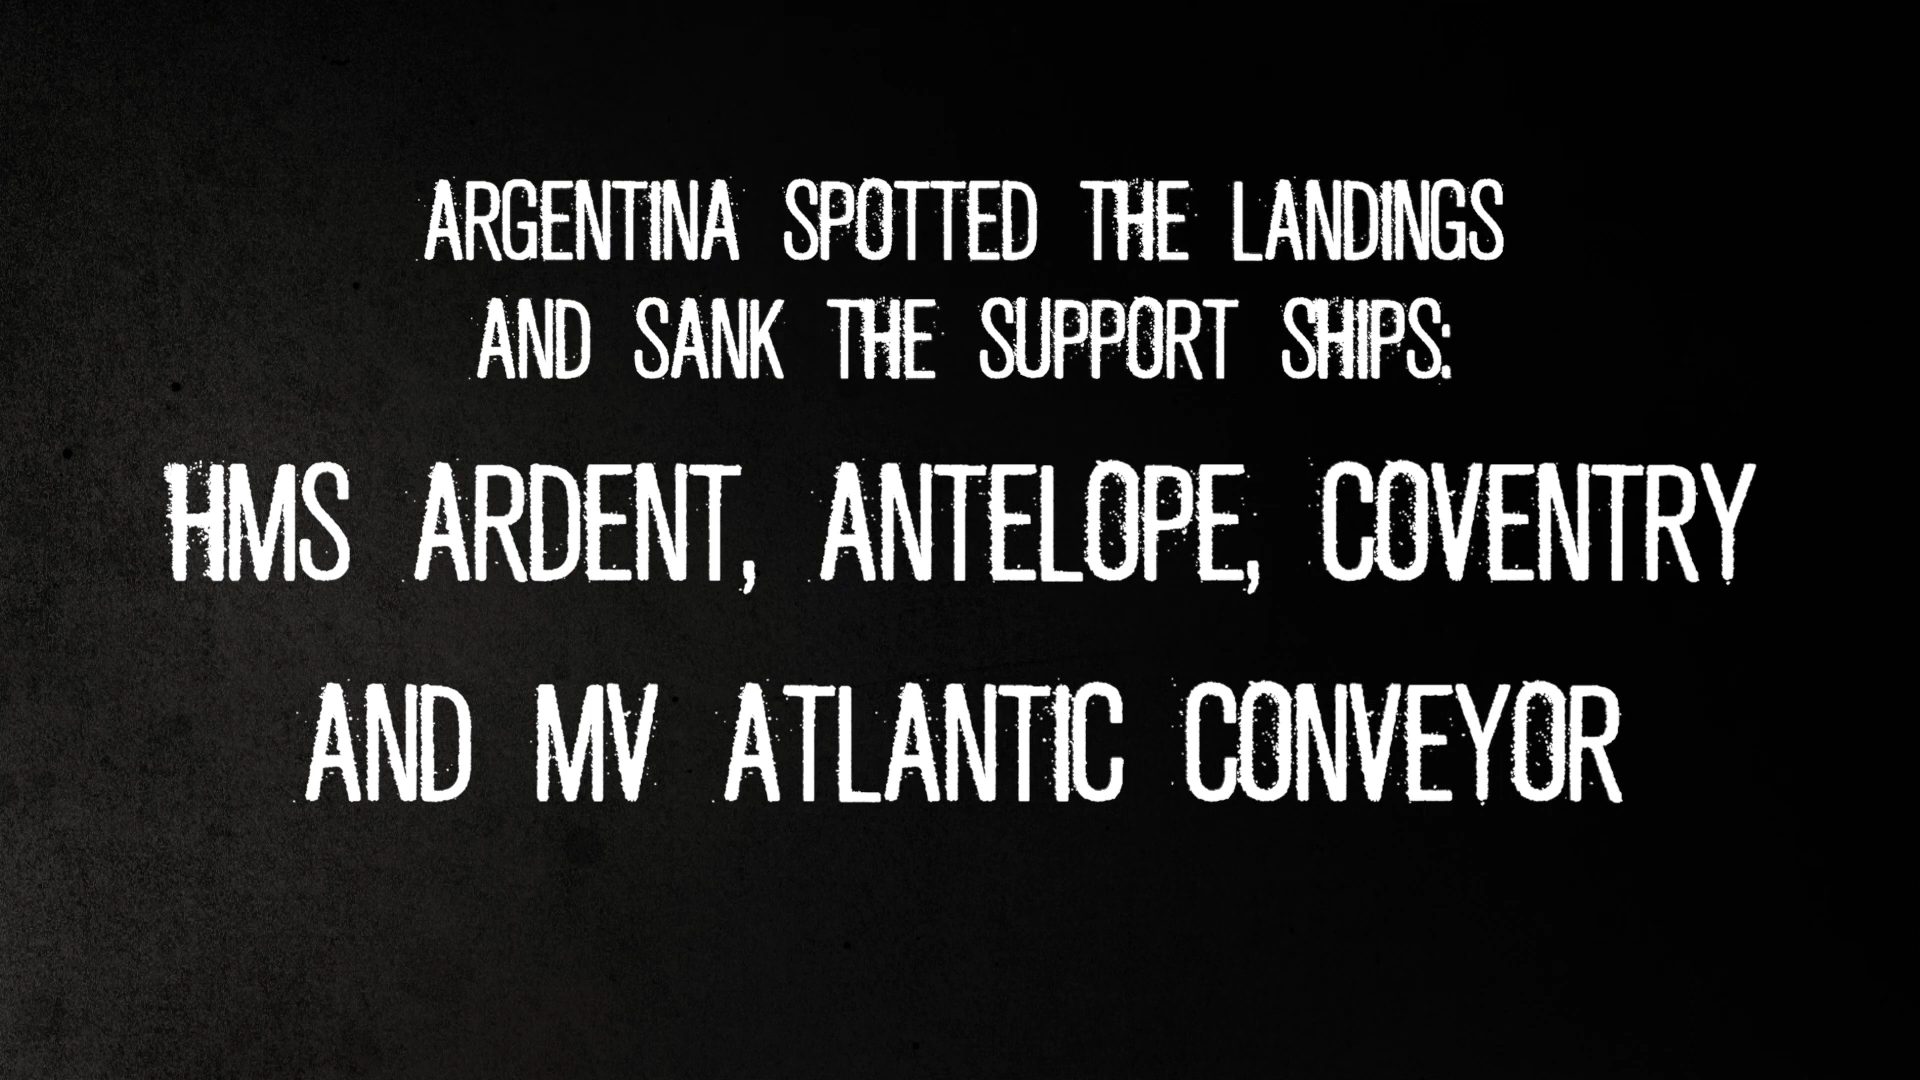 ARGENTINA SPOTTED THE LANDINGS
AND SANK THE SUPPORT SHIPS:
HMS ARDENT, ANTELOPE, COVENTRY
AND MV ATLANTIC CONVEYOR